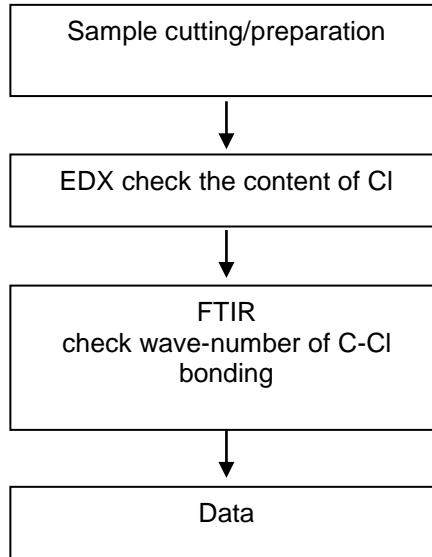 Sample cutting/preparation
EDX check the content of Cl
FTIR
check wave-number of C-Cl
bonding
Data